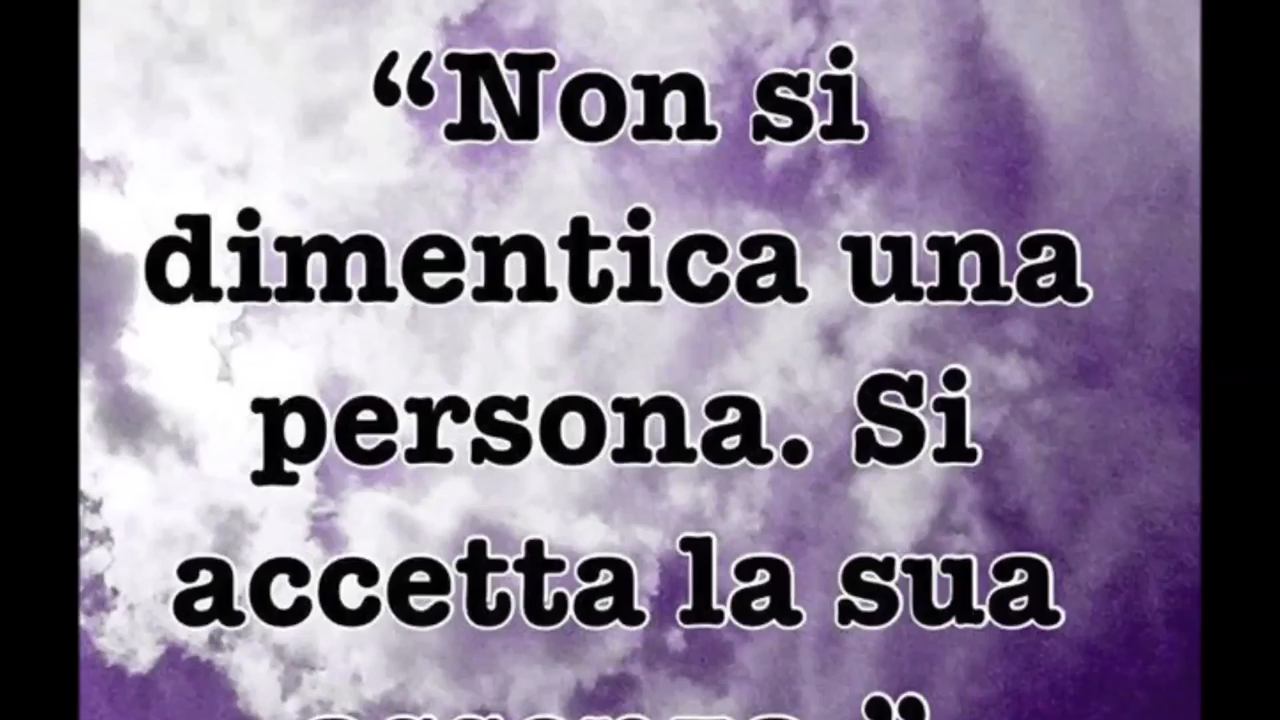 “Non si
dimentica una
persona. Si
accetta la sua